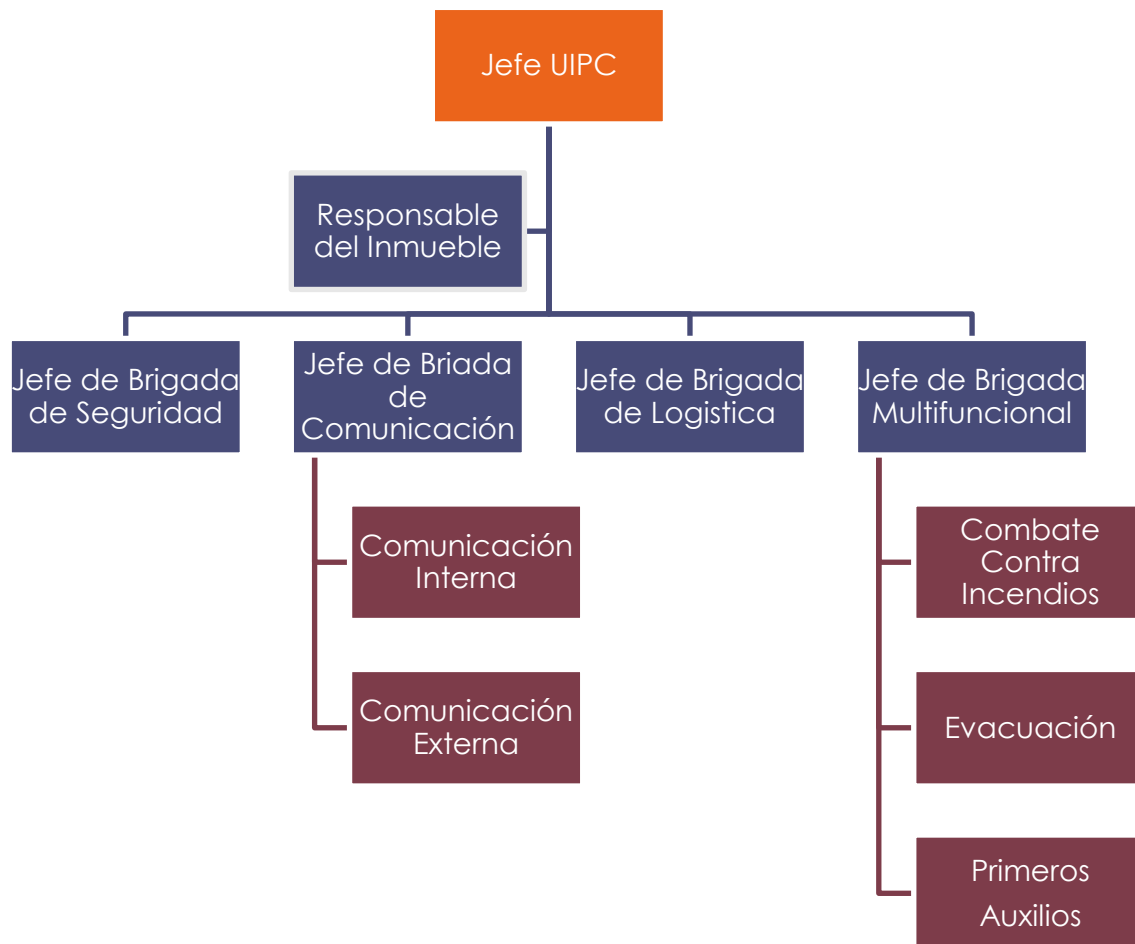 Jefe UIPC
Responsable
del Inmueble
Jefe de Brigada
de Seguridad
Jefe de Briada
de
Comunicación
Jefe de Brigada
de Logistica
Jefe de Brigada
Multifuncional
Comunicación
Interna
Comunicación
Externa
Combate
Contra
Incendios
Evacuación
Primeros
Auxilios